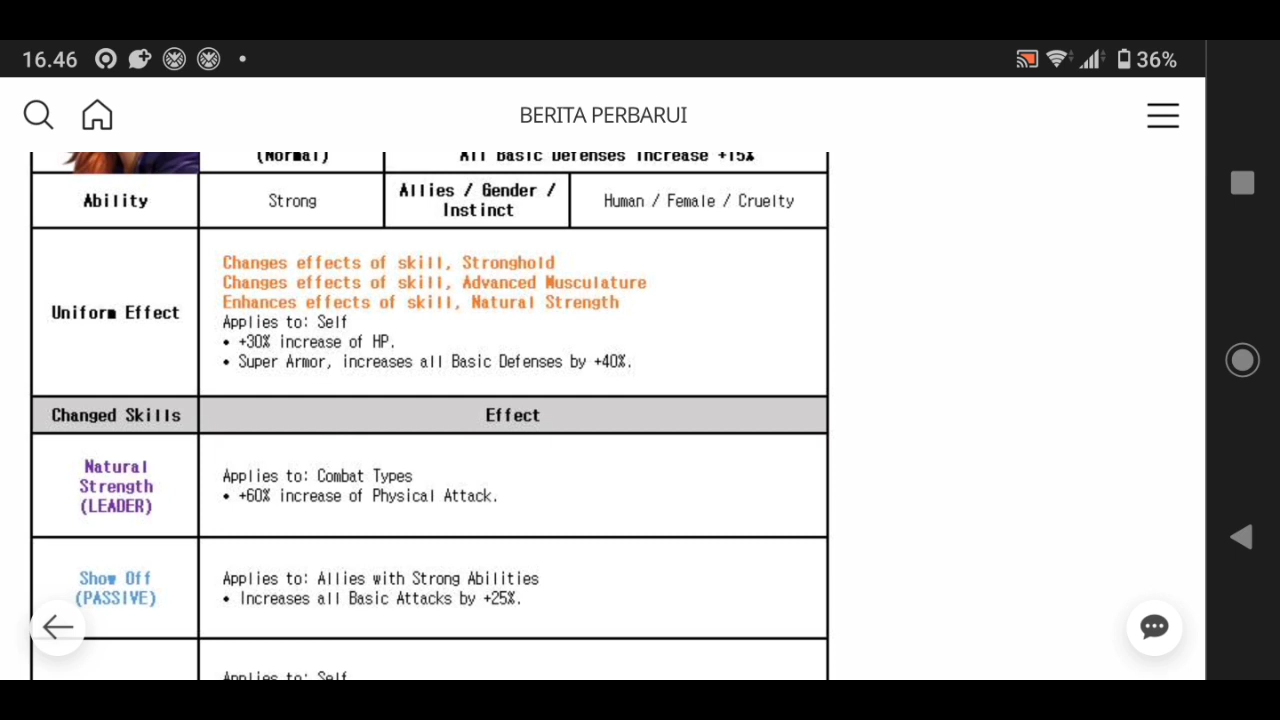 16.46
36%
BERITA PERBARUI
(Normal)
All Basic Defenses Increase +15%
Ability
Strong
Allies / Gender /
Instinct
Human / Female / Cruelty
Uniform Effect
Changes effects of skill, Stronghold
Changes effects of skill, Advanced Musculature
Enhances effects of skill, Natural Strength
Applies to: Self
• +30% increase of HP.
• Super Armor, increases all Basic Defenses by +40%.
Changed Skills
Effect
Natural
Strength
(LEADER)
Applies to: Combat Types
• +60% increase of Physical Attack.
Show Off
(PASSIVE)
Applies to: Allies with Strong Abilities
• Increases all Basic Attacks by +25%.
Applies to: Self